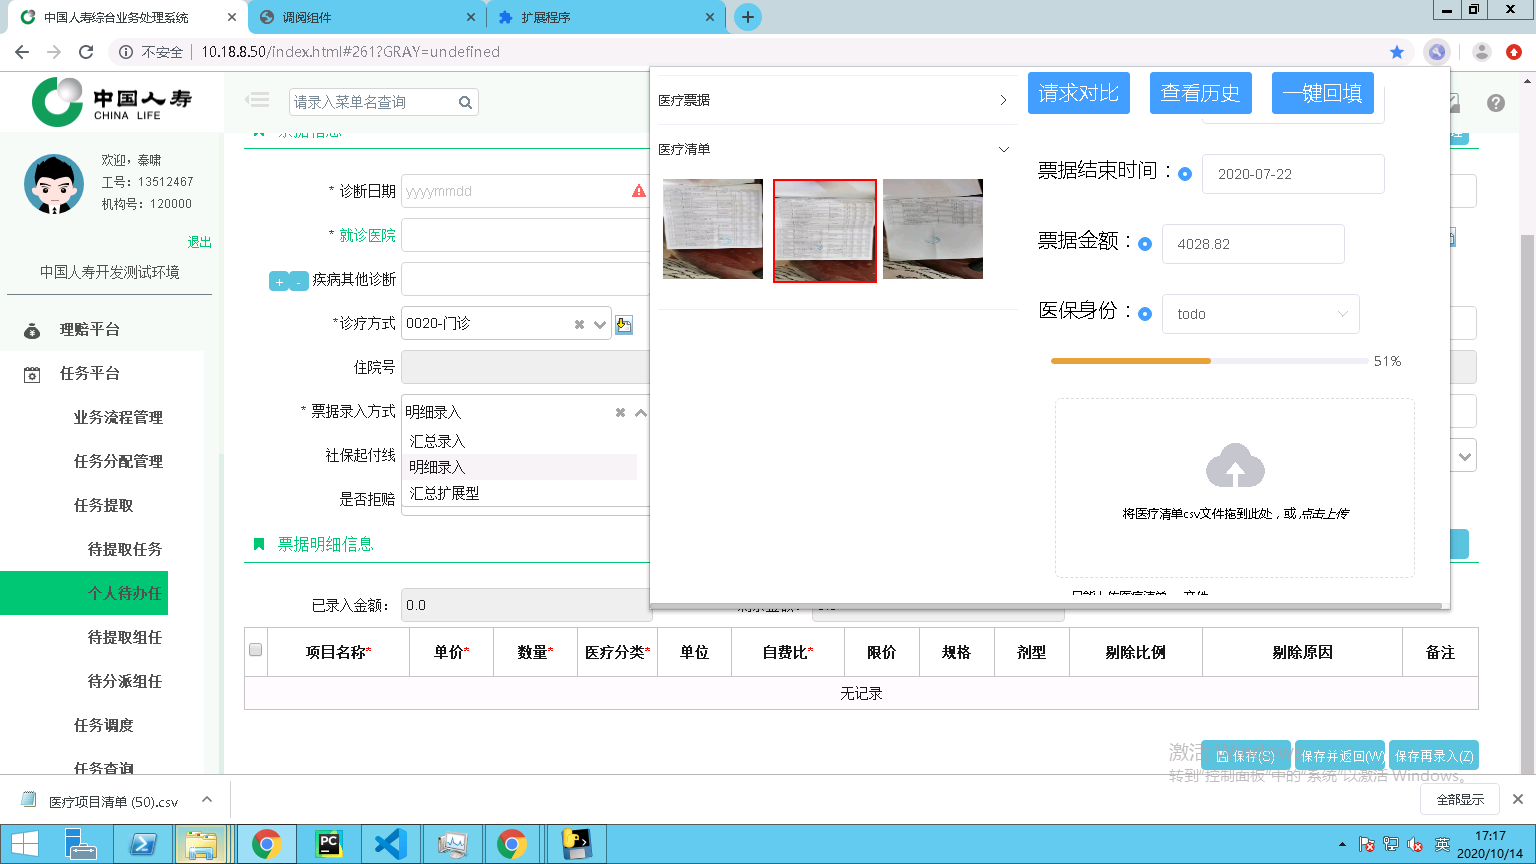 中国人寿综合业务处理系统
调阅组件
扩展程序
不安全
10.18.8.50/index.html#261?GRAY=undefined
中国人寿
CHINA LIFE
请录入菜单名查询
欢迎，秦啸
工号：13512467
机构号：120000
退出
中国人寿开发测试环境
理赔平台
任务平台
业务流程管理
任务分配管理
任务提取
待提取任务
个人待办任
待提取组任
待分派组任
任务调度
任务查询
票据信息
* 诊断日期
yyyymmdd
* 就诊医院
+ - 疾病其他诊断
*诊疗方式
0020-门诊
住院号
* 票据录入方式
明细录入
汇总录入
明细录入
汇总扩展型
社保起付线
是否拒赔
医疗票据
医疗清单
请求对比
查看历史
一键回填
票据结束时间：
2020-07-22
票据金额：
4028.82
医保身份：
todo
51%
将医疗清单csv文件拖到此处，或 点击上传
票据明细信息
已录入金额：
0.0
项目名称* 单价* 数量* 医疗分类* 单位 自费比* 限价 规格 剂型 剔除比例 剔除原因 备注
无记录
保存(S)
保存并返回(W)
保存再录入(Z)
转到"控制面板"中的"系统"以激活 Windows。
医疗项目清单 (50).csv
全部显示
英
17:17
2020/10/14